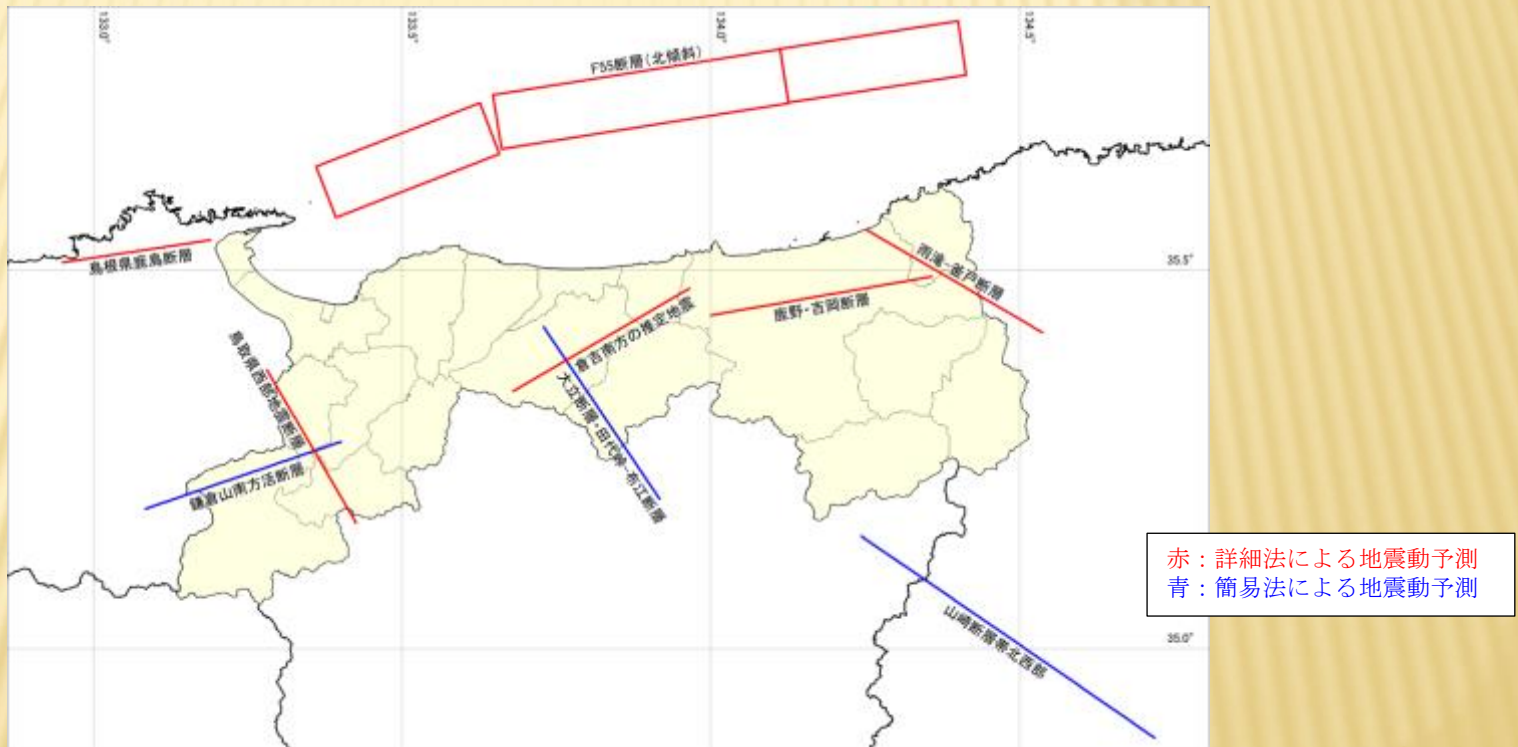 133.0°
133.5°
134.0°
134.5°
F55断層(北傾斜)
島根県鹿島断層
雨滝-釜戸断層
35.5°
鹿野・吉岡断層
倉吉南方の推定地震
鳥取県西部地震断層
大立断層・田代峠-布江断層
鎌倉山南方活断層
赤：詳細法による地震動予測
青：簡易法による地震動予測
山崎断層帯北西部
35.0°